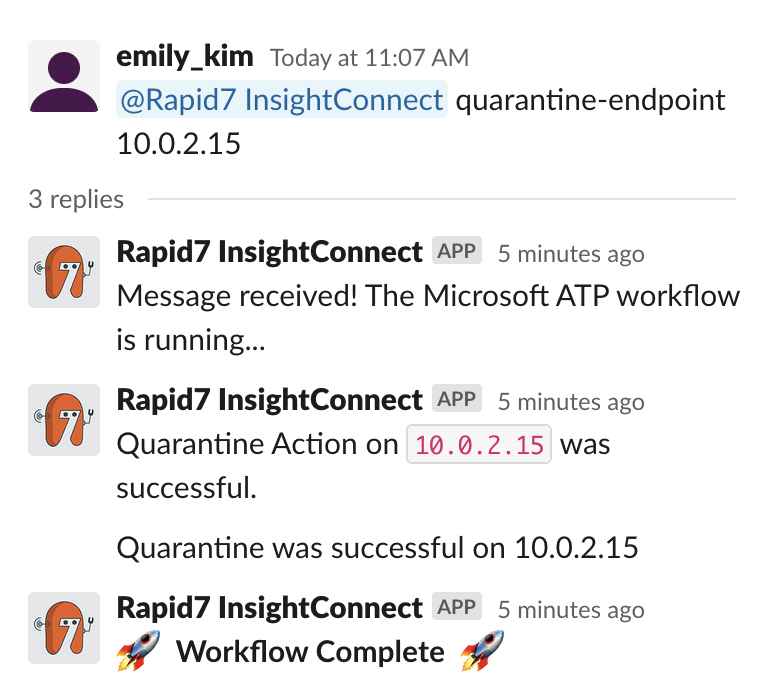 emily_kim Today at 11:07 AM
@Rapid7 InsightConnect quarantine-endpoint
10.0.2.15
3 replies
Rapid7 InsightConnect APP 5 minutes ago
Message received! The Microsoft ATP workflow
is running...
Rapid7 InsightConnect APP 5 minutes ago
Quarantine Action on 10.0.2.15 was
successful.
Quarantine was successful on 10.0.2.15
Rapid7 InsightConnect APP 5 minutes ago
🚀 Workflow Complete 🚀